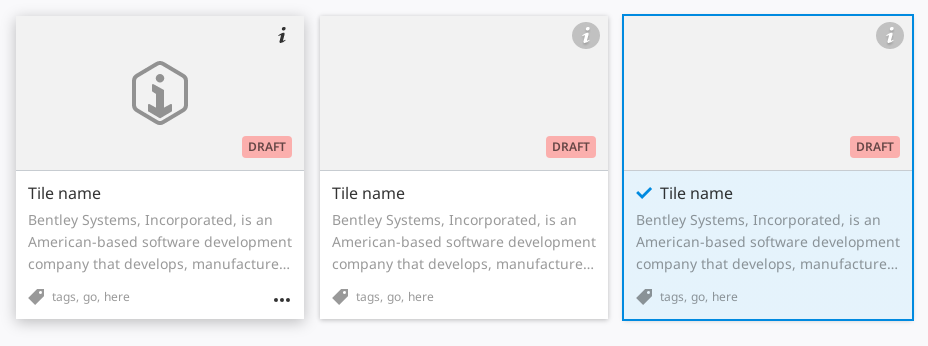 DRAFT
Tile name
Bentley Systems, Incorporated, is an
American-based software development
company that develops, manufacture...
tags, go, here
DRAFT
Tile name
Bentley Systems, Incorporated, is an
American-based software development
company that develops, manufacture...
tags, go, here
DRAFT
Tile name
Bentley Systems, Incorporated, is an
American-based software development
company that develops, manufacture...
tags, go, here